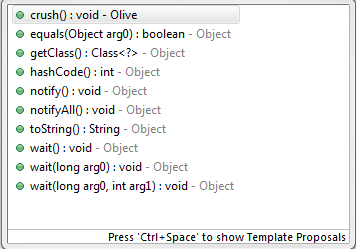 crush() : void - Olive
equals(Object arg0) : boolean - Object
getClass() : Class<?> - Object
hashCode() : int - Object
notify() : void - Object
notifyAll() : void - Object
toString() : String - Object
wait() : void - Object
wait(long arg0) : void - Object
wait(long arg0, int arg1) : void - Object
Press 'Ctrl+Space' to show Template Proposals